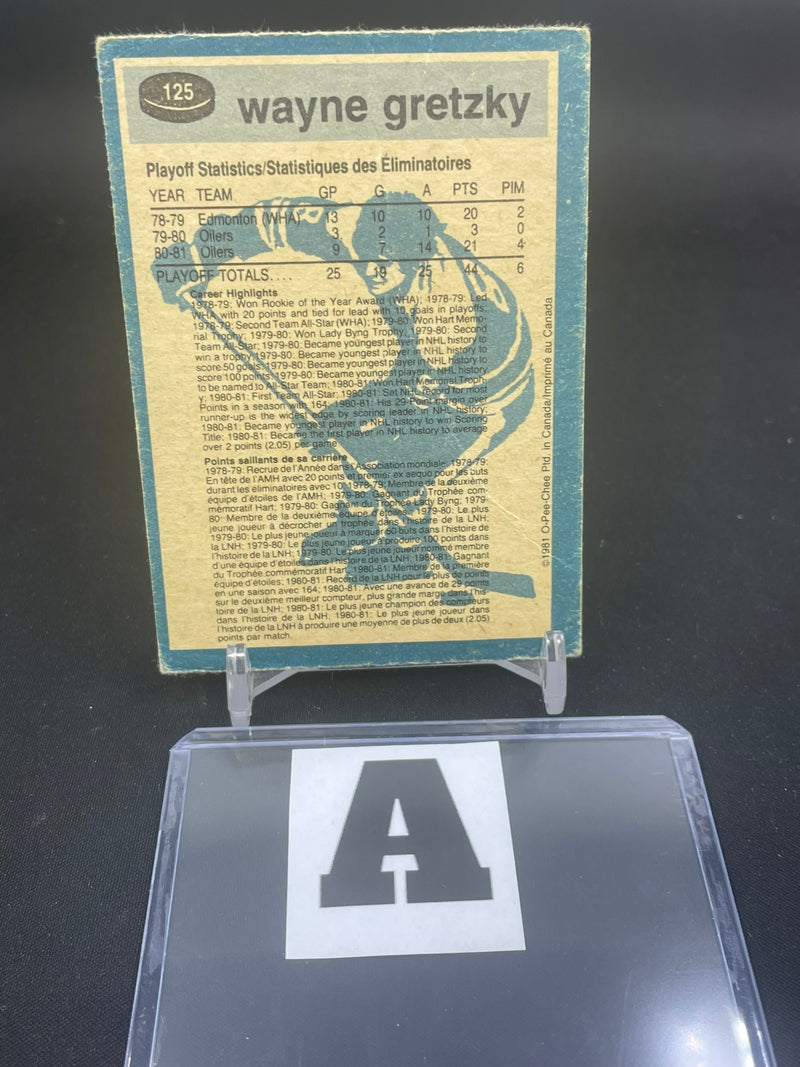 125
wayne gretzky
Playoff Statistics/Statistiques des Éliminatoires
YEAR TEAM GP G A PTS PIM
78-79 Edmonton (WHA) 13 10 10 20 2
79-80 Oilers 3 2 1 3 0
80-81 Oilers 9 7 14 21 4
PLAYOFF TOTALS.... 25 19 25 44 6
Career Highlights
1978-79: Won Rookie of the Year Award (WHA); 1978-79: Led
WHA with 20 points and tied for lead with 10 goals in playoffs;
1978-79: Second Team All-Star (WHA); 1979-80: Won Hart Memo-
rial Trophy; 1979-80: Won Lady Byng Trophy; 1979-80: Second
Team All-Star; 1979-80: Became youngest player in NHL history to
win a trophy; 1979-80: Became youngest player in NHL history to
score 50 goals; 1979-80: Became youngest player in NHL history to
score 100 points; 1979-80: Became youngest player in NHL history
to be named to All-Star Team; 1980-81: Won Hart Memorial Troph-
y; 1980-81: First Team All-Star; 1980-81: Set NHL record for most
Points in a season with 164; 1980-81: His 29-Point margin over
runner-up is the widest edge by scoring leader in NHL history;
1980-81: Became youngest player in NHL history to win Scoring
Title; 1980-81: Became the first player in NHL history to average
over 2 points (2.05) per game.
Points saillants de sa carrière
1978-79: Recrue de l'Année dans l'Association mondiale; 1978-79:
En tête de l'AMH avec 20 points et premier ex aequo pour les buts
durant les éliminatoires avec 10; 1978-79: Membre de la deuxième
équipe d'étoiles de l'AMH; 1979-80: Gagnant du Trophée com-
mémoratif Hart; 1979-80: Gagnant du Trophée Lady Byng; 1979-
80: Membre de la deuxième équipe d'étoiles; 1979-80: Le plus
jeune joueur à décrocher un trophée dans l'histoire de la LNH;
1979-80: Le plus jeune joueur à marquer 50 buts dans l'histoire de
la LNH; 1979-80: Le plus jeune joueur à produire 100 points dans
l'histoire de la LNH; 1979-80: Le plus jeune joueur nommé membre
d'une équipe d'étoiles dans l'histoire de la LNH; 1980-81: Gagnant
du Trophée commémoratif Hart; 1980-81: Membre de la première
équipe d'étoiles; 1980-81: Record de la LNH pour le plus de points
en une saison avec 164; 1980-81: Avec une avance de 29 points
sur le deuxième meilleur compteur, plus grande marge dans l'his-
toire de la LNH; 1980-81: Le plus jeune champion des compteurs
dans l'histoire de la LNH; 1980-81: Le plus jeune joueur dans
l'histoire de la LNH à produire une moyenne de plus de deux (2.05)
points par match.
©1981 O-Pee-Chee Ptd. in Canada/Imprimé au Canada
A